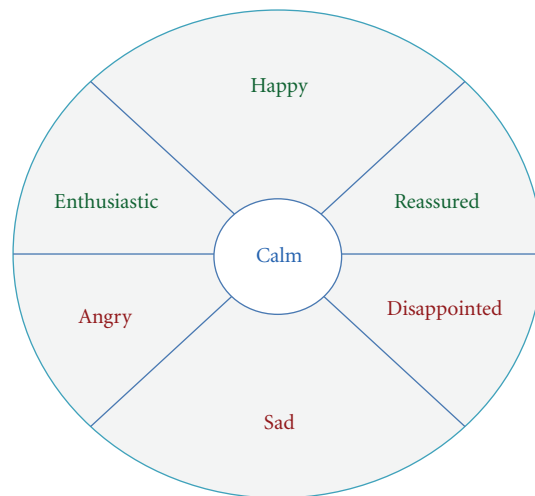 Happy
Enthusiastic
Reassured
Calm
Angry
Disappointed
Sad